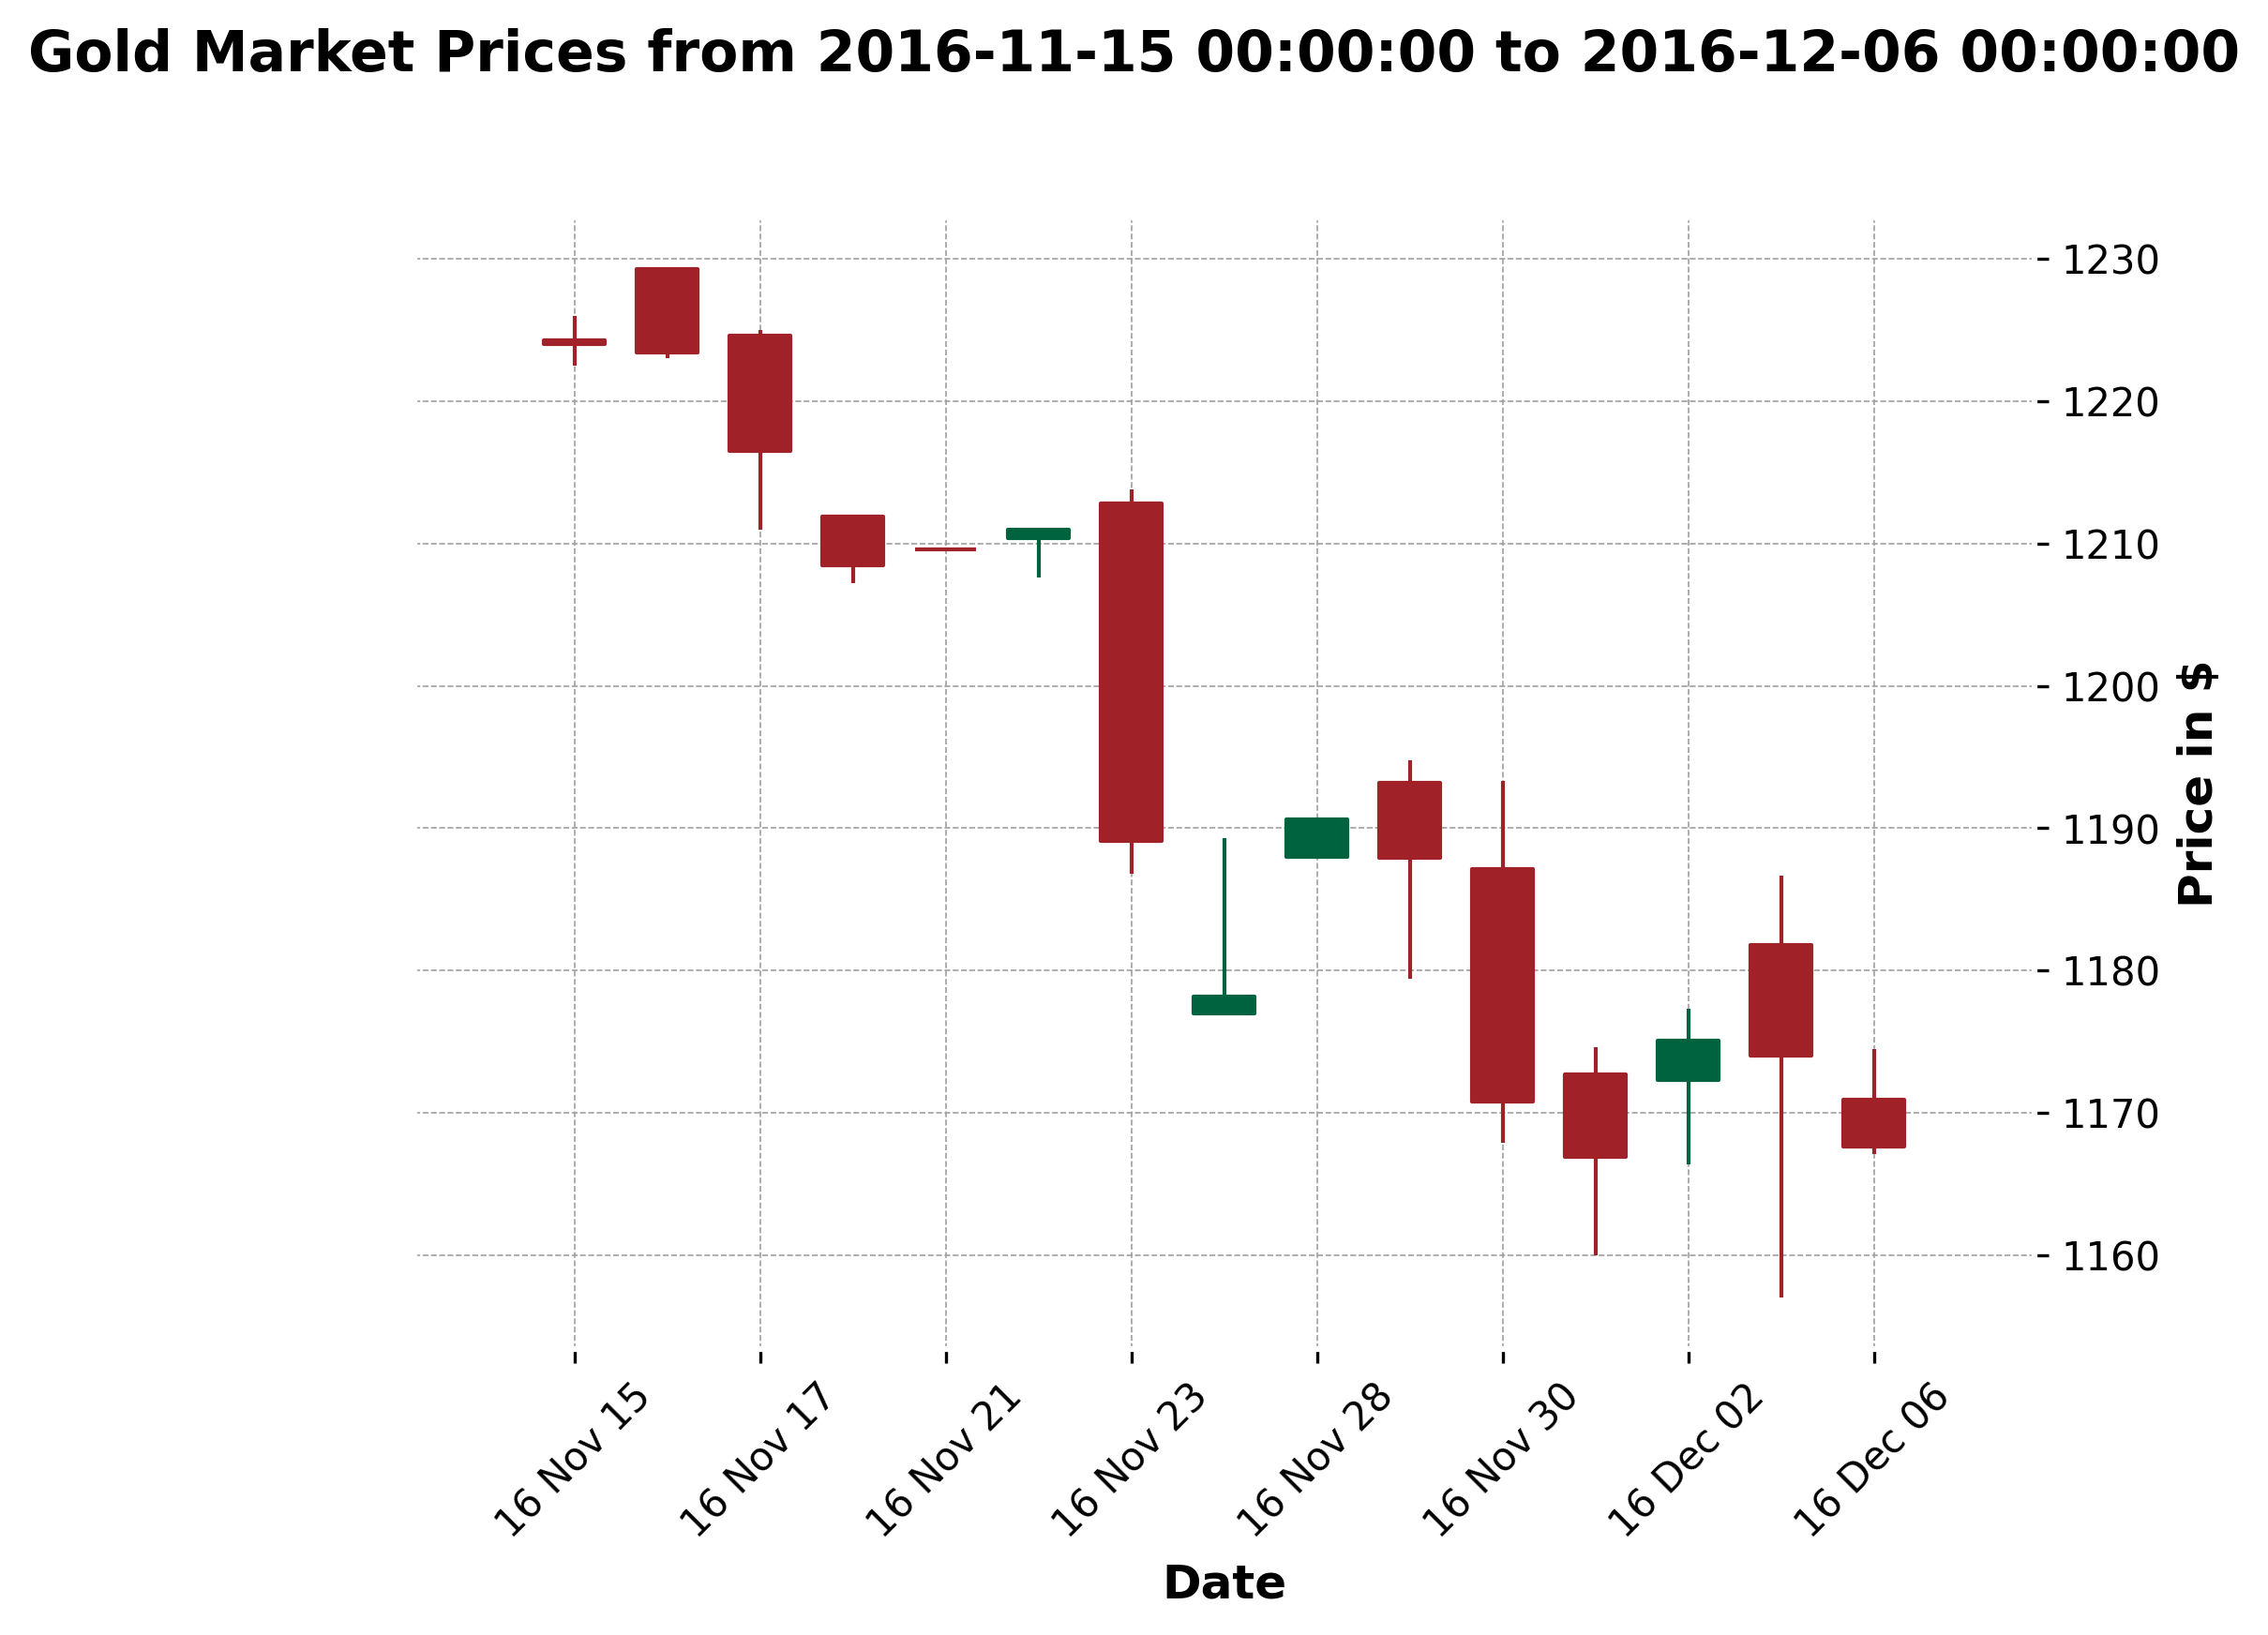 Gold Market Prices from 2016-11-15 00:00:00 to 2016-12-06 00:00:00
1230
1220
1210
1200
1190
1180
1170
1160
Price in $
16 Nov 15
16 Nov 17
16 Nov 21
16 Nov 23
16 Nov 28
16 Nov 30
16 Dec 02
16 Dec 06
Date